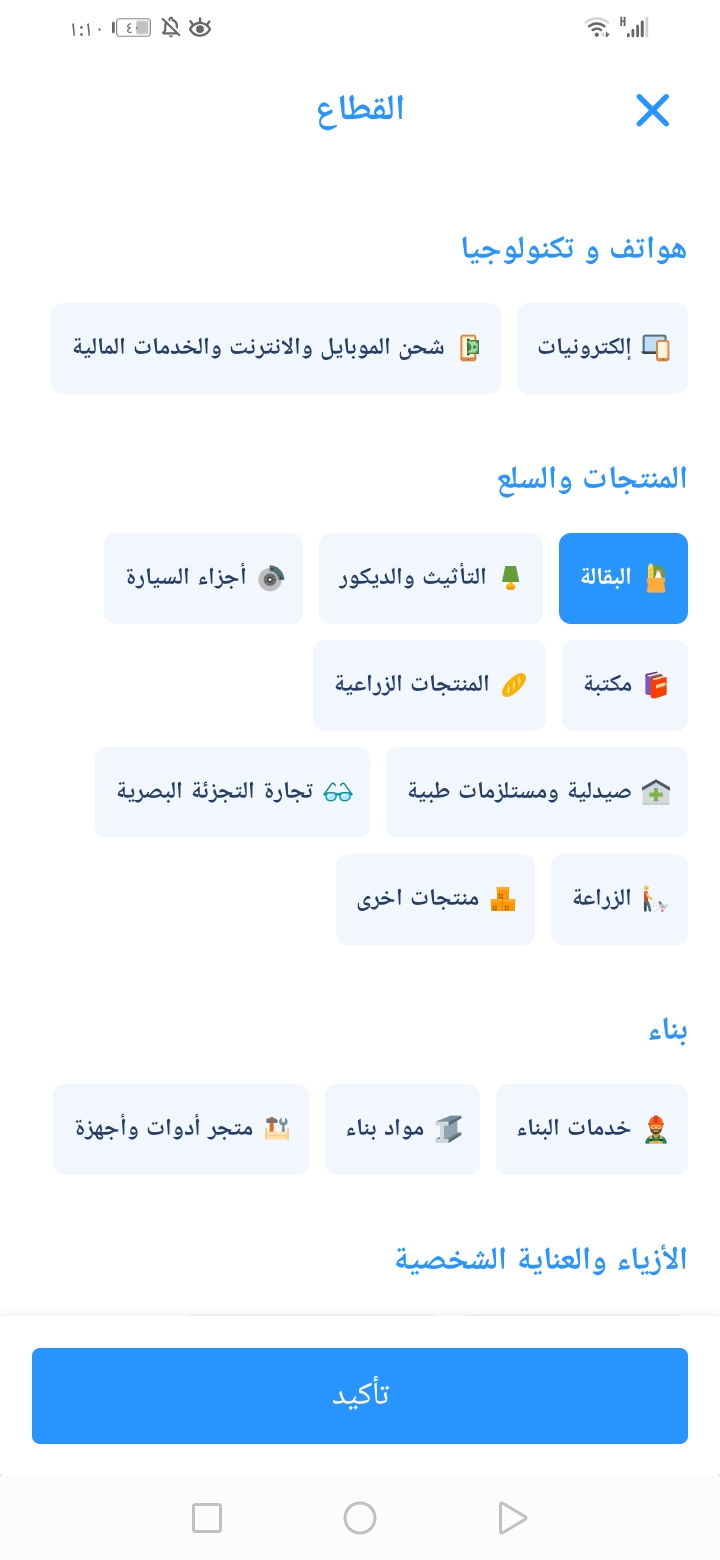 ١:١٠ ٤٠ H
القطاع
هواتف و تكنولوجيا
إلكترونيات
شحن الموبايل والانترنت والخدمات المالية
المنتجات والسلع
البقالة
التأثيث والديكور
أجزاء السيارة
مكتبة
المنتجات الزراعية
صيدلية ومستلزمات طبية
تجارة التجزئة البصرية
الزراعة
منتجات اخرى
بناء
خدمات البناء
مواد بناء
متجر أدوات وأجهزة
الأزياء والعناية الشخصية
تأكيد